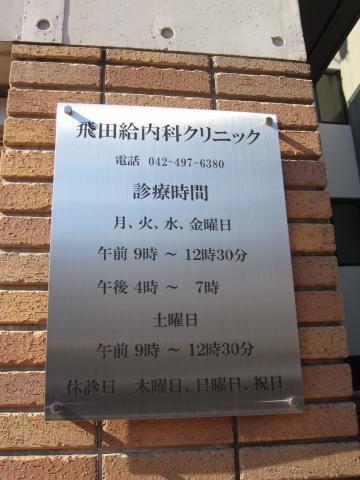 飛田給内科クリニック
電話 042-497-6380
診療時間
月、火、水、金曜日
午前 9時 ～ 12時30分
午後 4時 ～ 7時
土曜日
午前 9時 ～ 12時30分
休診日 木曜日、日曜日、祝日